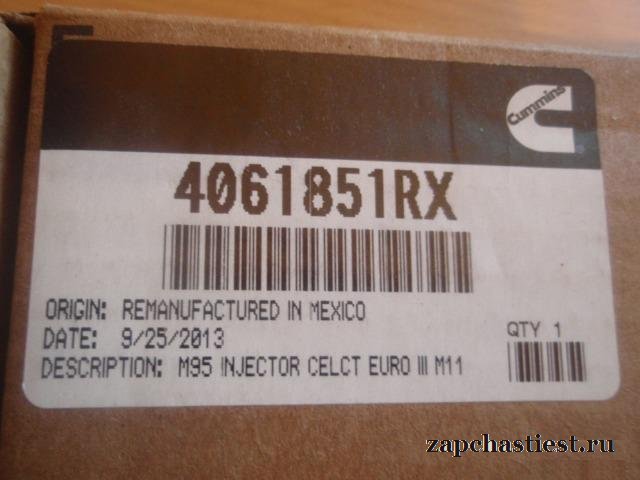 Cummins
4061851RX
ORIGIN: REMANUFACTURED IN MEXICO
DATE: 9/25/2013
QTY 1
DESCRIPTION: M95 INJECTOR CELCT EURO III M11
zapchastiest.ru